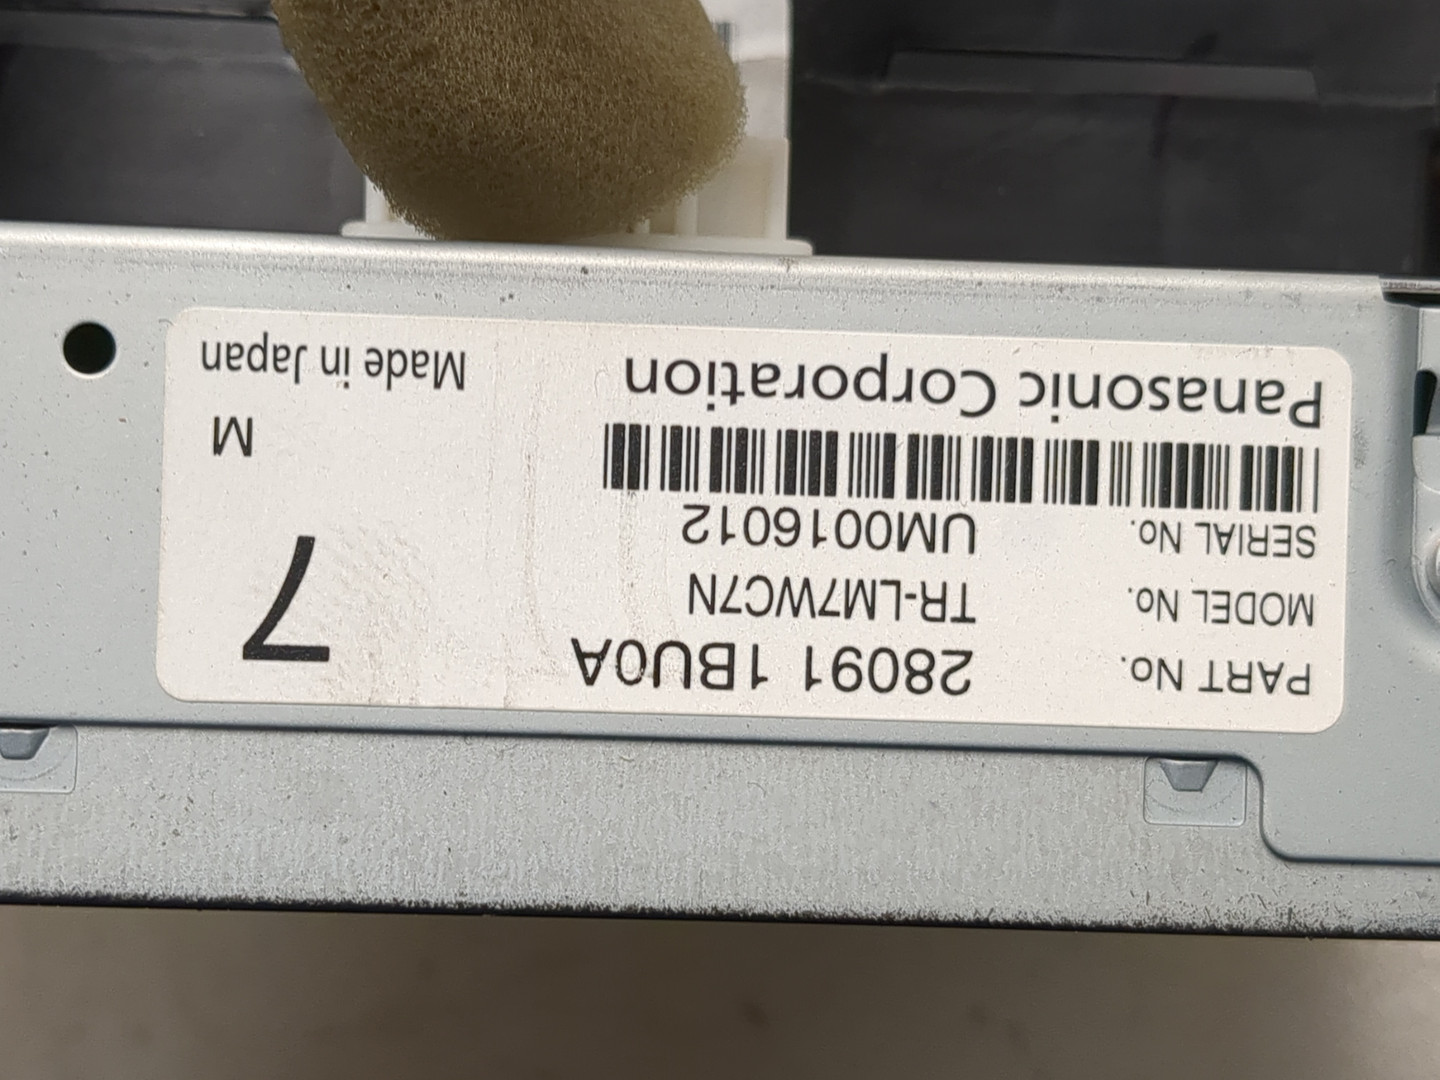 PART No. 28091 1BU0A
MODEL No. TR-LM7WC7N
SERIAL No. UM0016012
7
M
Panasonic Corporation
Made in Japan